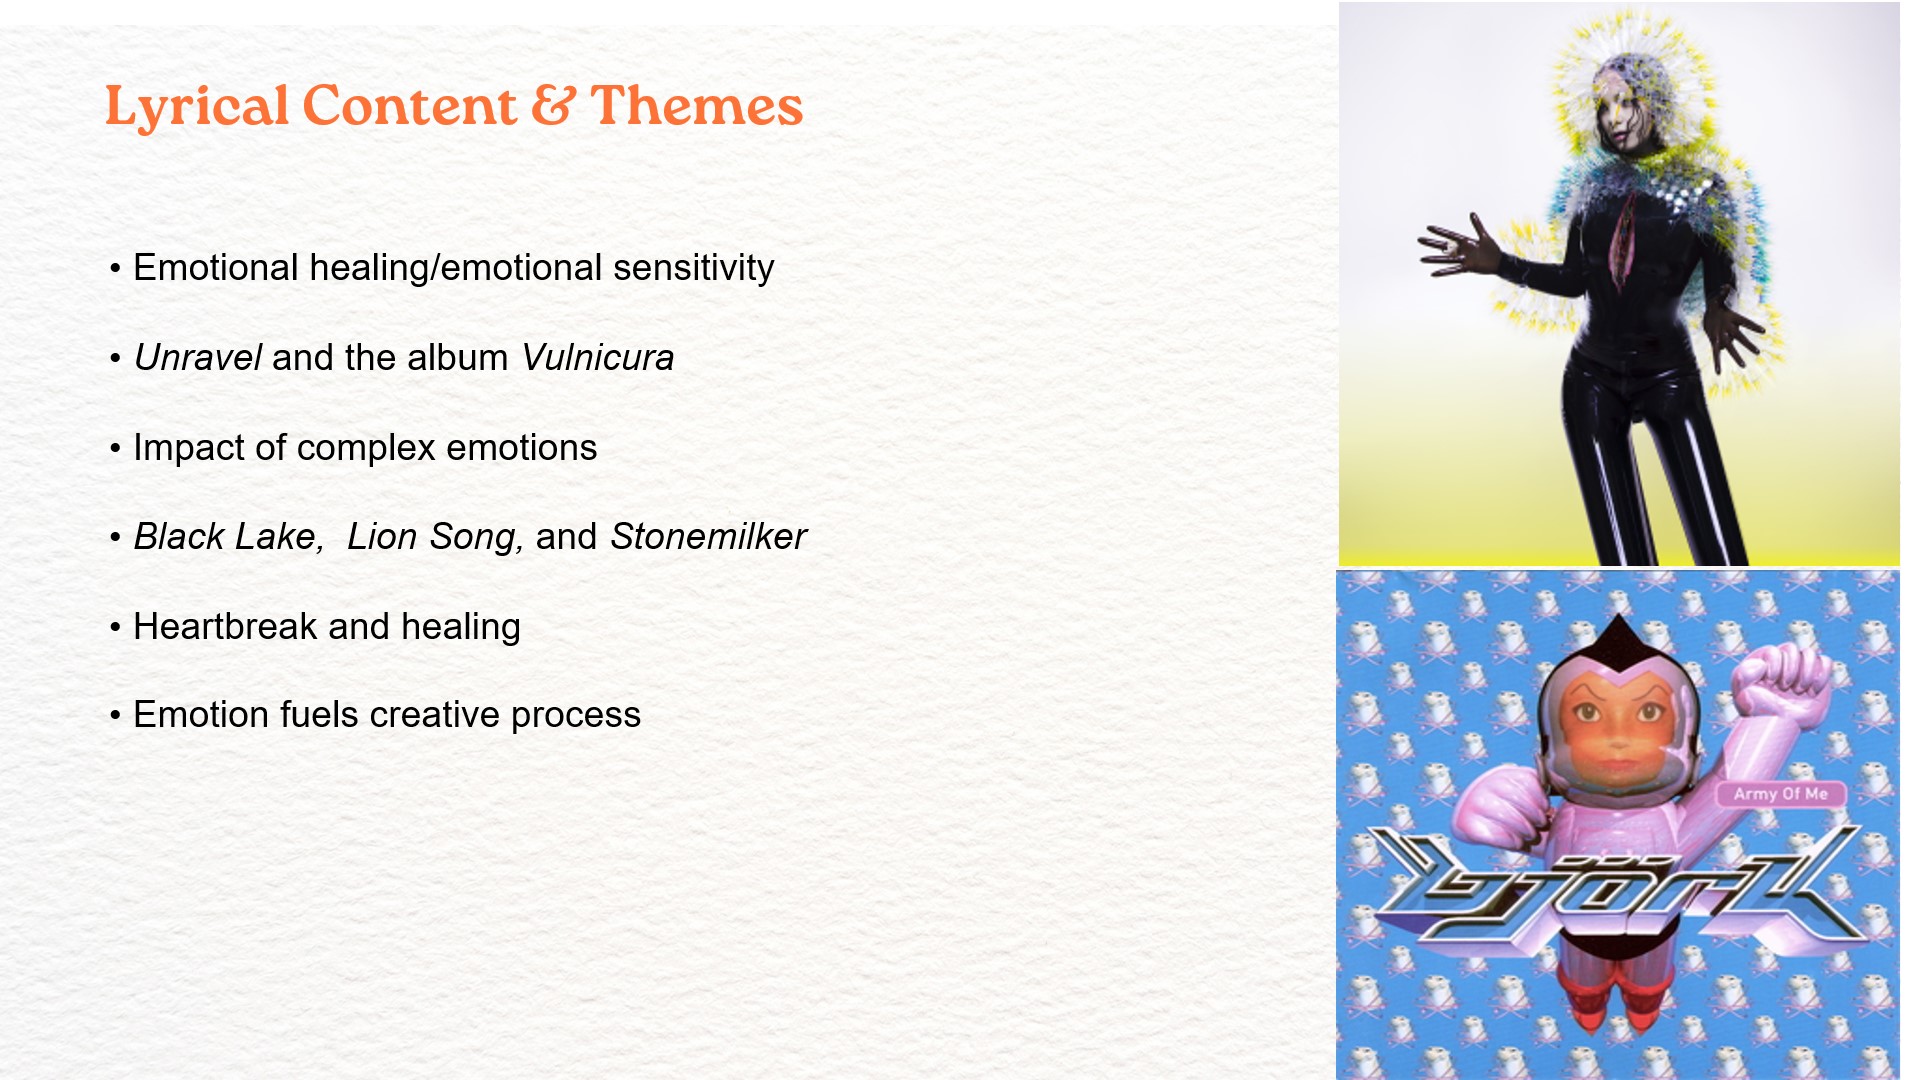 Lyrical Content & Themes
• Emotional healing/emotional sensitivity
• Unravel and the album Vulnicura
• Impact of complex emotions
• Black Lake,  Lion Song, and Stonemilker
• Heartbreak and healing
• Emotion fuels creative process
Army Of Me
björk